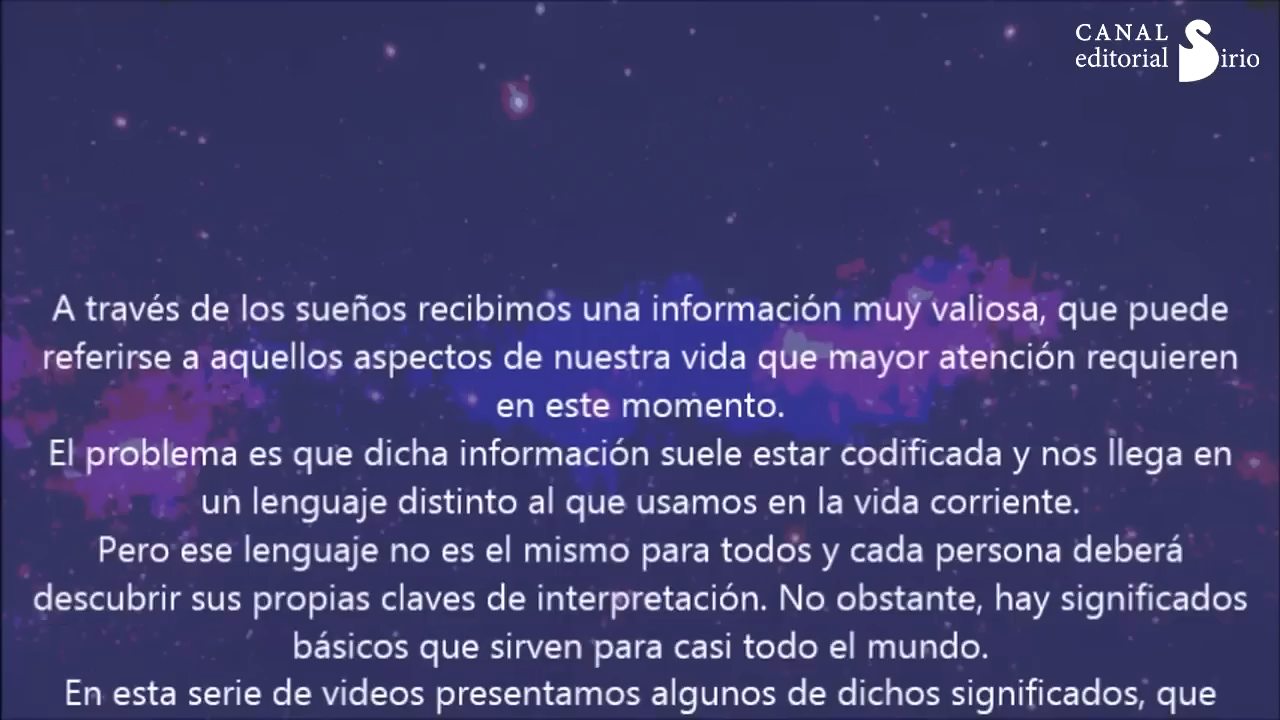 CANAL
editorial Sirio
A través de los sueños recibimos una información muy valiosa, que puede
referirse a aquellos aspectos de nuestra vida que mayor atención requieren
en este momento.
El problema es que dicha información suele estar codificada y nos llega en
un lenguaje distinto al que usamos en la vida corriente.
Pero ese lenguaje no es el mismo para todos y cada persona deberá
descubrir sus propias claves de interpretación. No obstante, hay significados
básicos que sirven para casi todo el mundo.
En esta serie de videos presentamos algunos de dichos significados, que